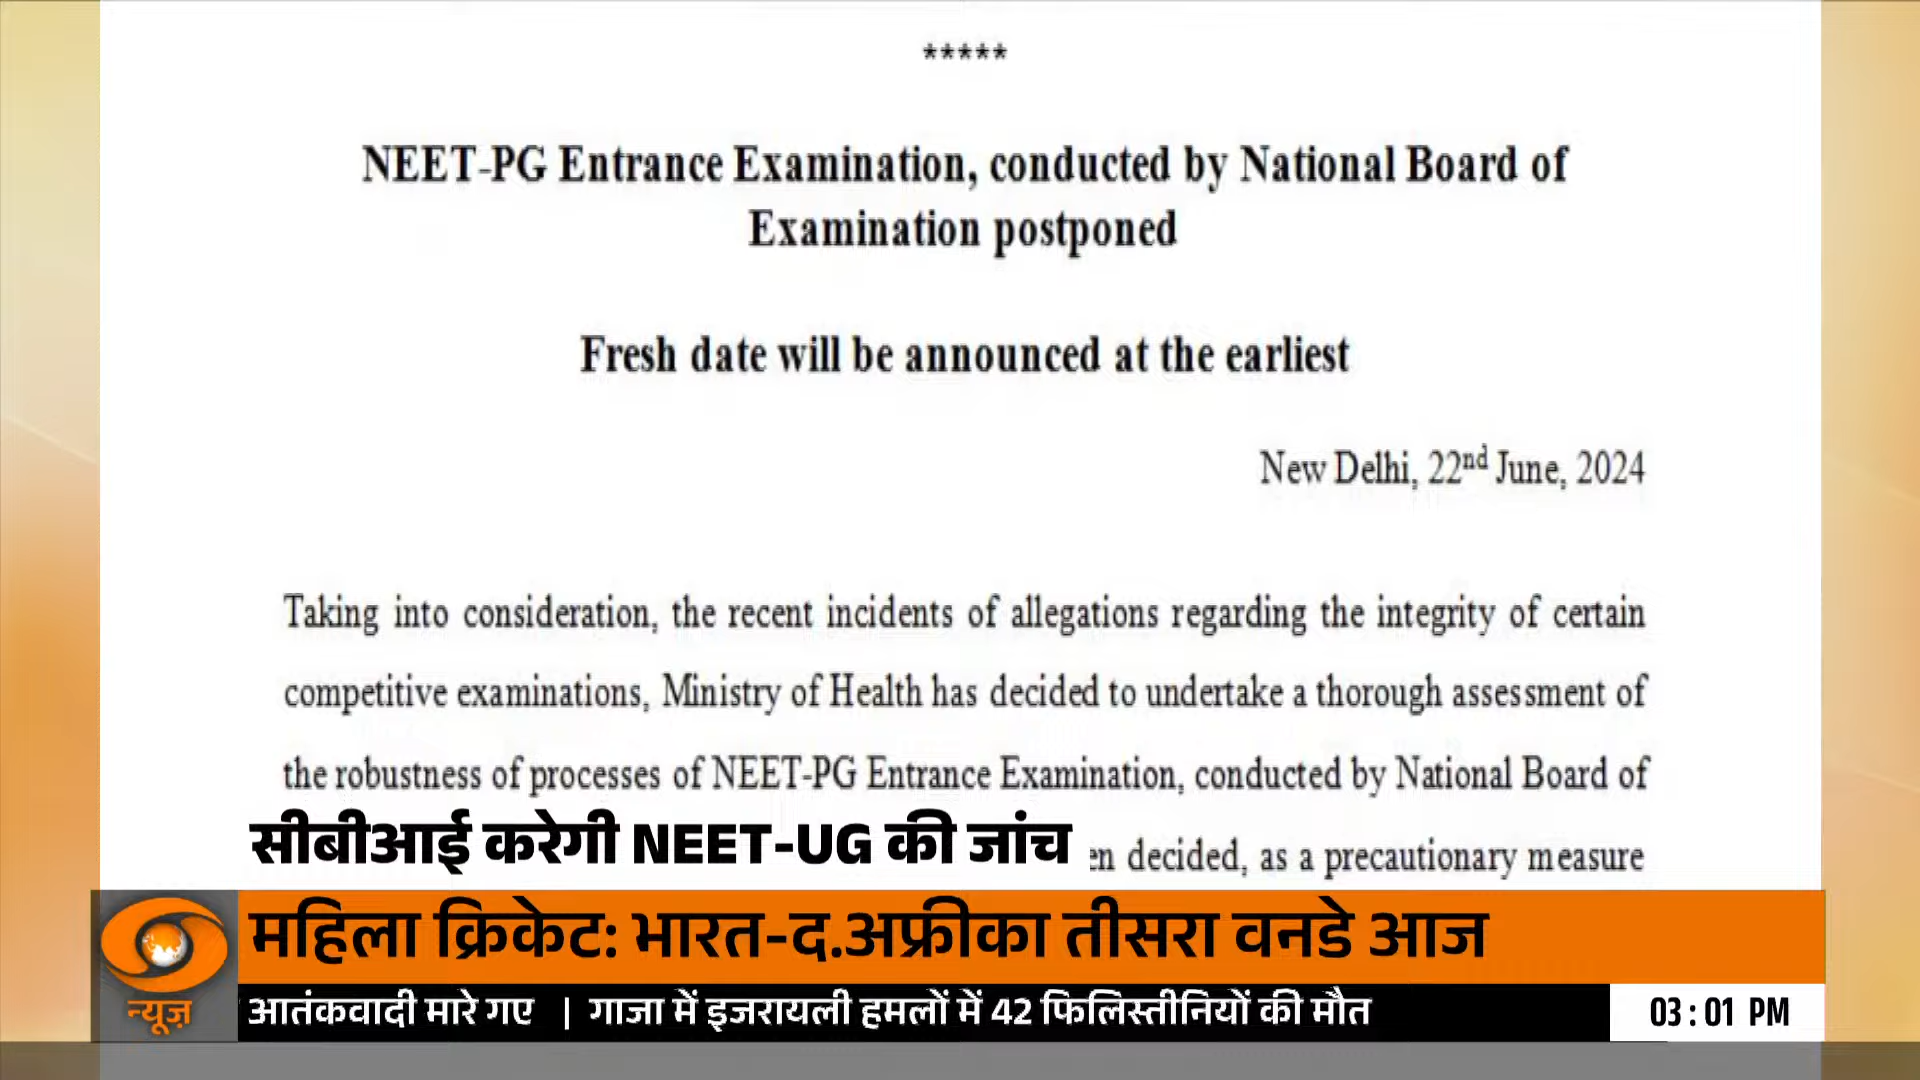 *****
NEET-PG Entrance Examination, conducted by National Board of
Examination postponed
Fresh date will be announced at the earliest
New Delhi, 22nd June, 2024
Taking into consideration, the recent incidents of allegations regarding the integrity of certain
competitive examinations, Ministry of Health has decided to undertake a thorough assessment of
the robustness of processes of NEET-PG Entrance Examination, conducted by National Board of
decided, as a precautionary measure
सीबीआई करेगी NEET-UG की जांच
महिला क्रिकेट: भारत-द.अफ्रीका तीसरा वनडे आज
न्यूज़
आतंकवादी मारे गए | गाजा में इजरायली हमलों में 42 फिलिस्तीनियों की मौत
03:01 PM